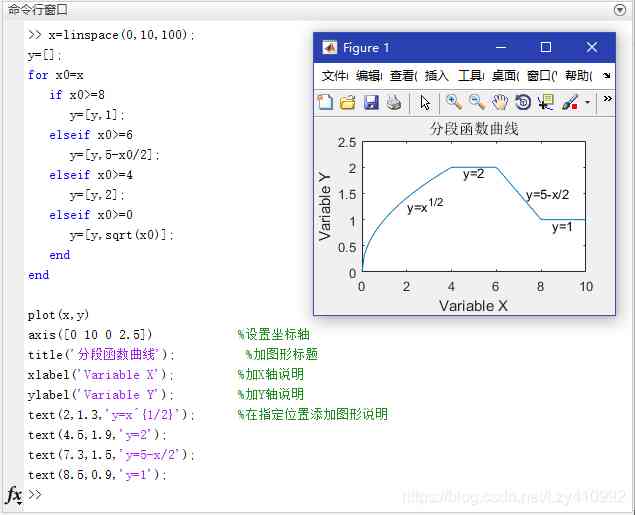 命令行窗口
>> x=linspace(0,10,100);
y=[];
for x0=x
if x0>=8
y=[y,1];
elseif x0>=6
y=[y,5-x0/2];
elseif x0>=4
y=[y,2];
elseif x0>=0
y=[y,sqrt(x0)];
end
end
plot(x,y)
axis([0 10 0 2.5]) %设置坐标轴
title('分段函数曲线'); %加图形标题
xlabel('Variable X'); %加X轴说明
ylabel('Variable Y'); %加Y轴说明
text(2,1.3,'y=x^{1/2}'); %在指定位置添加图形说明
text(4.5,1.9,'y=2');
text(7.3,1.5,'y=5-x/2');
text(8.5,0.9,'y=1');
fx >>
Figure 1
文件( 编辑( 查看( 插入 工具( 桌面( 窗口( 帮助(
分段函数曲线
2.5
2
1.5
1
0.5
0
Variable Y
y=x1/2
y=2
y=5-x/2
y=1
0 2 4 6 8 10
Variable X
https://blog.csdn.net/Lzy410992